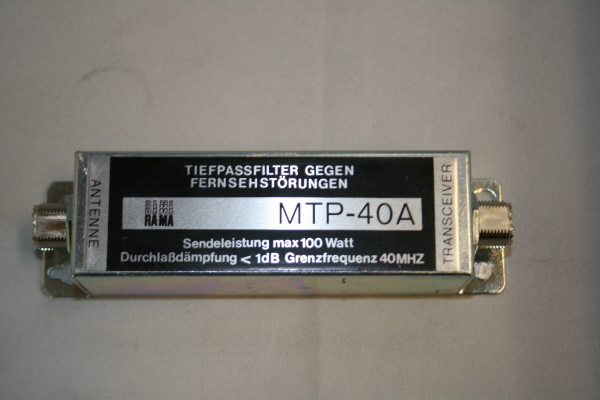 TIEFPASSFILTER GEGEN
FERNSEHSTÖRUNGEN
ANTENNE
RAMA
MTP-40A
TRANSCEIVER
Sendeleistung max 100 Watt
Durchlaßdämpfung < 1dB Grenzfrequenz 40MHZ